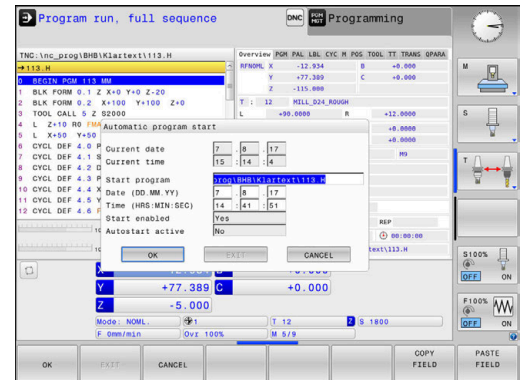 Program run, full sequence
DNC
PGM MGT
Programming
TNC:\nc_prog\BHB\Klartext\113.H
→113.H
0 BEGIN PGM 113 MM
1 BLK FORM 0.1 Z X+0 Y+0 Z-20
2 BLK FORM 0.2 X+100 Y+100 Z+0
3 TOOL CALL 5 Z S2000
4 L Z+10 R0 FMA
5 L X+50 Y+50
6 CYCL DEF 4.0 P
7 CYCL DEF 4.1 S
8 CYCL DEF 4.2 D
9 CYCL DEF 4.3 P
10 CYCL DEF 4.4 X
11 CYCL DEF 4.5 Y
12 CYCL DEF 4.6 F
Overview PGM PAL LBL CYC M POS TOOL TT TRANS QPARA
RFNOML X -12.934 B +0.000
Y +77.389 C +0.000
Z -115.000
T : 12 MILL_D24_ROUGH
L +90.0000 R +12.0000
+0.0000
+0.0000
M9
REP
00:00:00
text\113.H
Automatic program start
Current date 7 .8 .17
Current time 15 :14 :4
Start program prog\BHB\Klartext\113.H
Date (DD.MM.YY) 7 .8 .17
Time (HRS:MIN:SEC) 14 :41 :51
Start enabled Yes
Autostart active No
OK EXIT CANCEL
X
Y +77.389 C +0.000
Z -5.000
Mode: NOML. 1 T 12 Z S 1800
F 0mm/min Ovr 100% M 5/9
M
S
T
S100%
OFF ON
F100%
OFF ON
OK EXIT CANCEL COPY FIELD PASTE FIELD